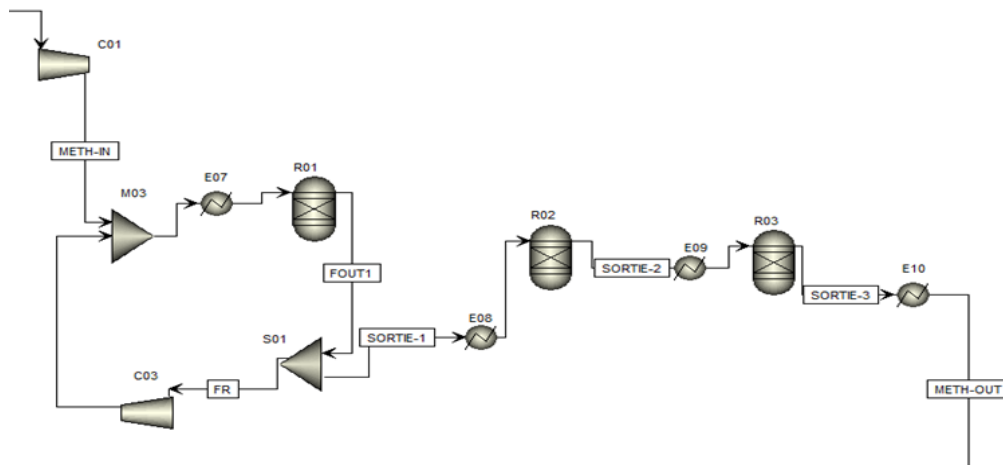 C01
METH-IN
M03
E07
R01
FOUT1
S01
SORTIE-1
E08
FR
C03
R02
SORTIE-2
E09
R03
SORTIE-3
E10
METH-OUT